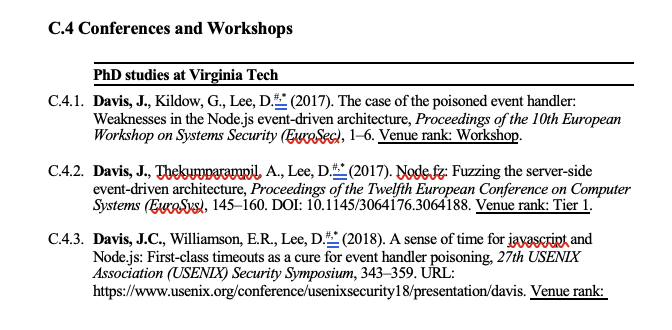 C.4 Conferences and Workshops
PhD studies at Virginia Tech
C.4.1. Davis, J., Kildow, G., Lee, D.#,* (2017). The case of the poisoned event handler:
Weaknesses in the Node.js event-driven architecture, Proceedings of the 10th European
Workshop on Systems Security (EuroSec), 1–6. Venue rank: Workshop.
C.4.2. Davis, J., Thekumparampil, A., Lee, D.#,* (2017). Node.fz: Fuzzing the server-side
event-driven architecture, Proceedings of the Twelfth European Conference on Computer
Systems (EuroSys), 145–160. DOI: 10.1145/3064176.3064188. Venue rank: Tier 1.
C.4.3. Davis, J.C., Williamson, E.R., Lee, D.#,* (2018). A sense of time for javascript and
Node.js: First-class timeouts as a cure for event handler poisoning, 27th USENIX
Association (USENIX) Security Symposium, 343–359. URL:
https://www.usenix.org/conference/usenixsecurity18/presentation/davis. Venue rank: